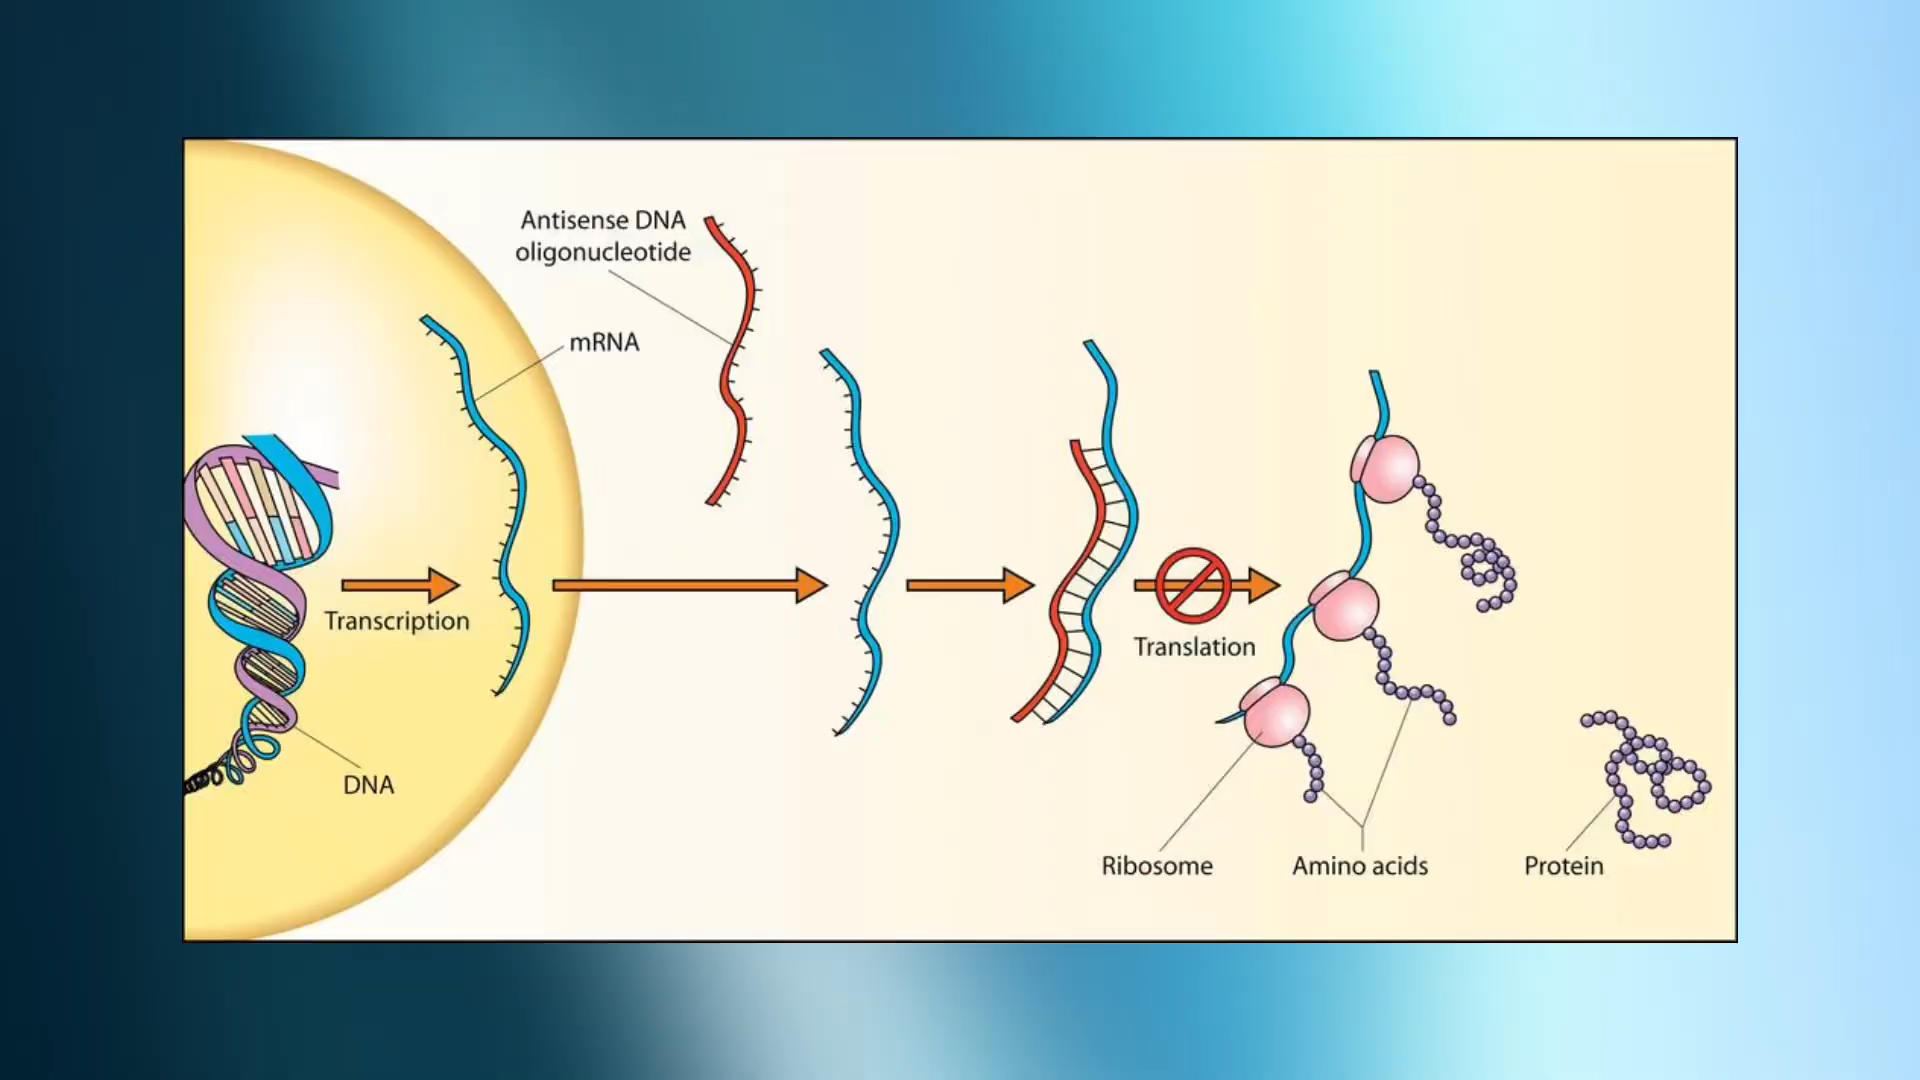 Antisense DNA
oligonucleotide
mRNA
Transcription
Translation
DNA
Ribosome
Amino acids
Protein